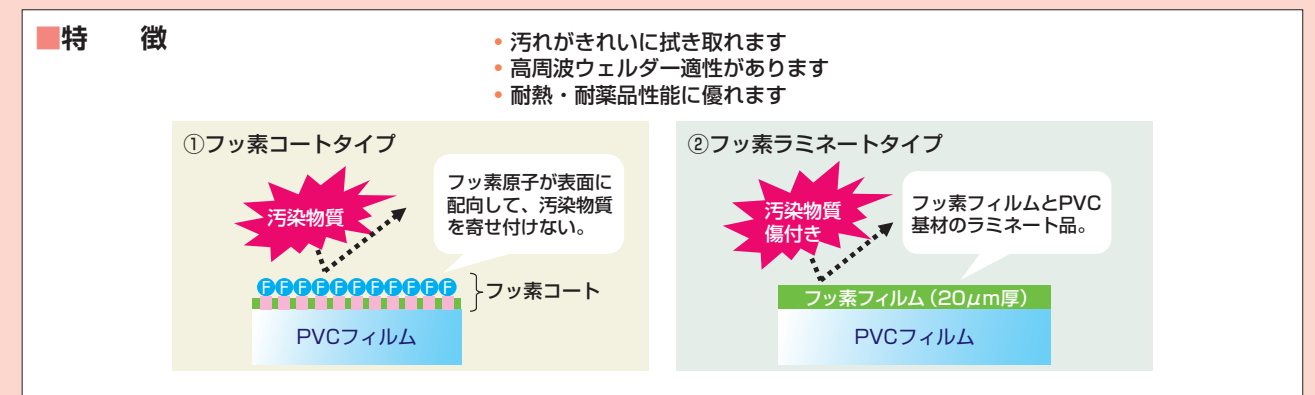 ■特　徴
• 汚れがきれいに拭き取れます
• 高周波ウェルダー適性があります
• 耐熱・耐薬品性能に優れます
①フッ素コートタイプ
汚染物質
フッ素原子が表面に
配向して、汚染物質
を寄せ付けない。
FFFFFFFFFFF
フッ素コート
PVCフィルム
②フッ素ラミネートタイプ
汚染物質
傷付き
フッ素フィルムとPVC
基材のラミネート品。
フッ素フィルム（20μm厚）
PVCフィルム